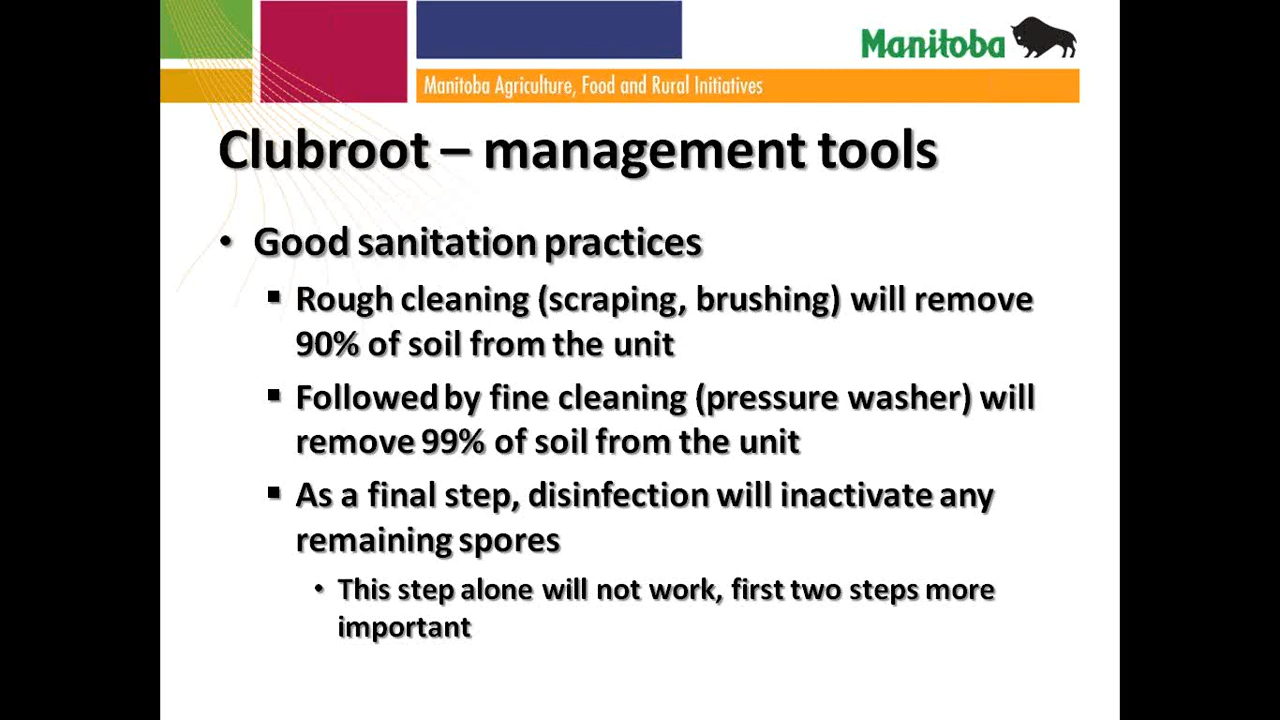 Manitoba
Manitoba Agriculture, Food and Rural Initiatives
Clubroot – management tools
• Good sanitation practices
▪ Rough cleaning (scraping, brushing) will remove
90% of soil from the unit
▪ Followed by fine cleaning (pressure washer) will
remove 99% of soil from the unit
▪ As a final step, disinfection will inactivate any
remaining spores
• This step alone will not work, first two steps more
important